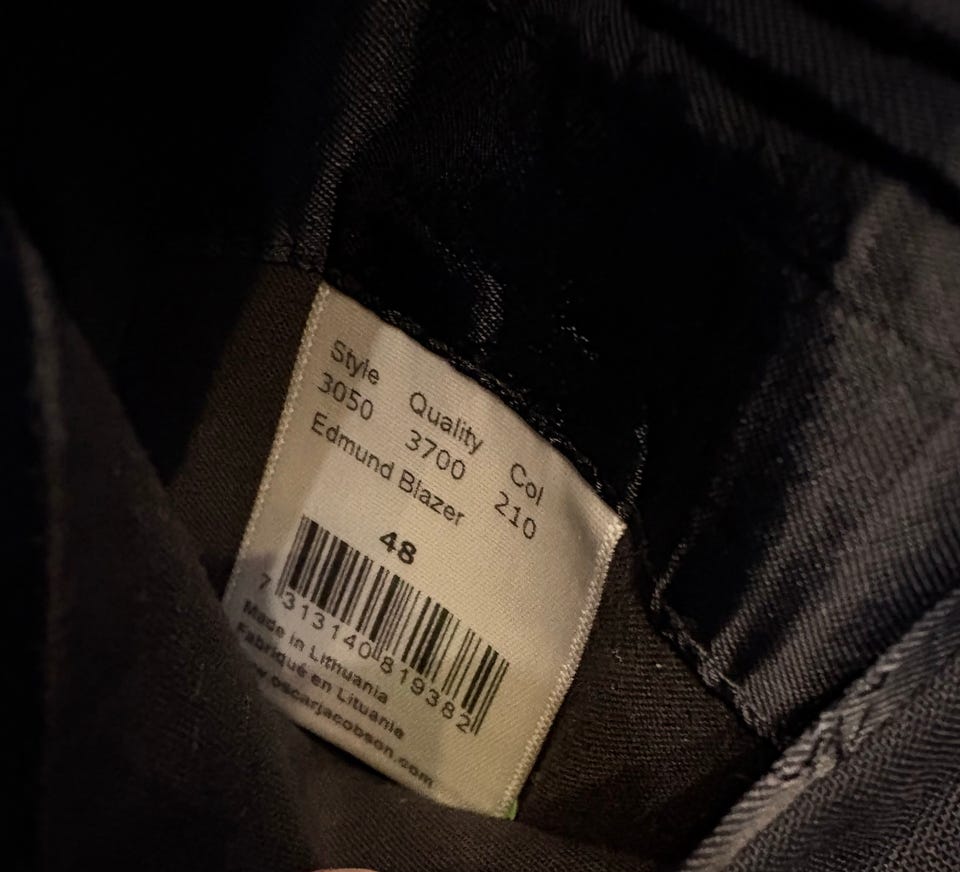 Style Quality Col
3050 3700 210
Edmund Blazer
48
7 313140 819382
Made in Lithuania
Fabriqué en Lituanie
oscarjacobson.com